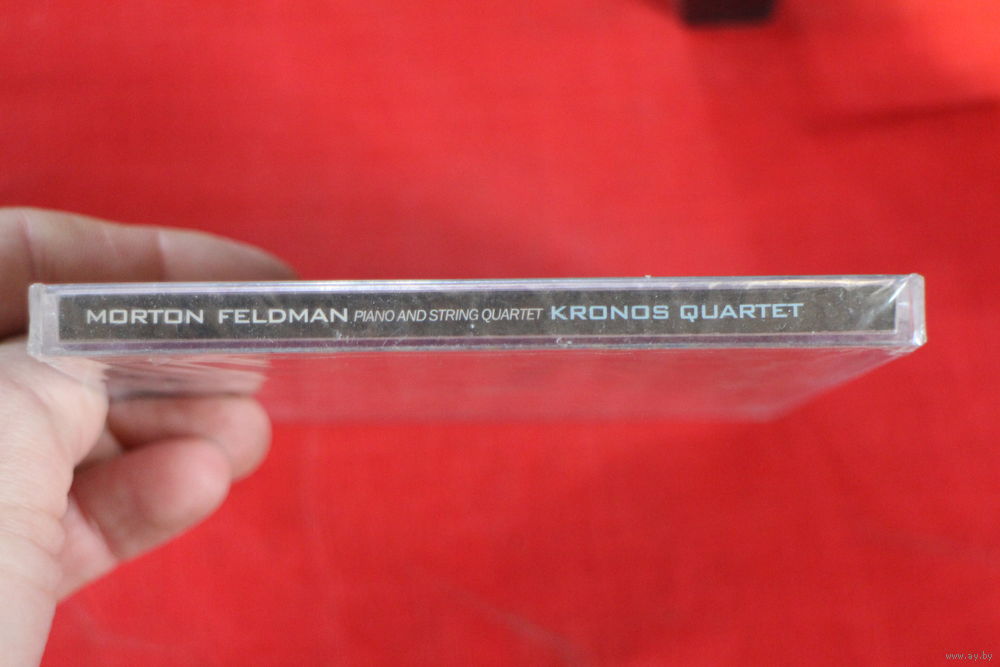 MORTON FELDMAN PIANO AND STRING QUARTET KRONOS QUARTET
www.ay.by